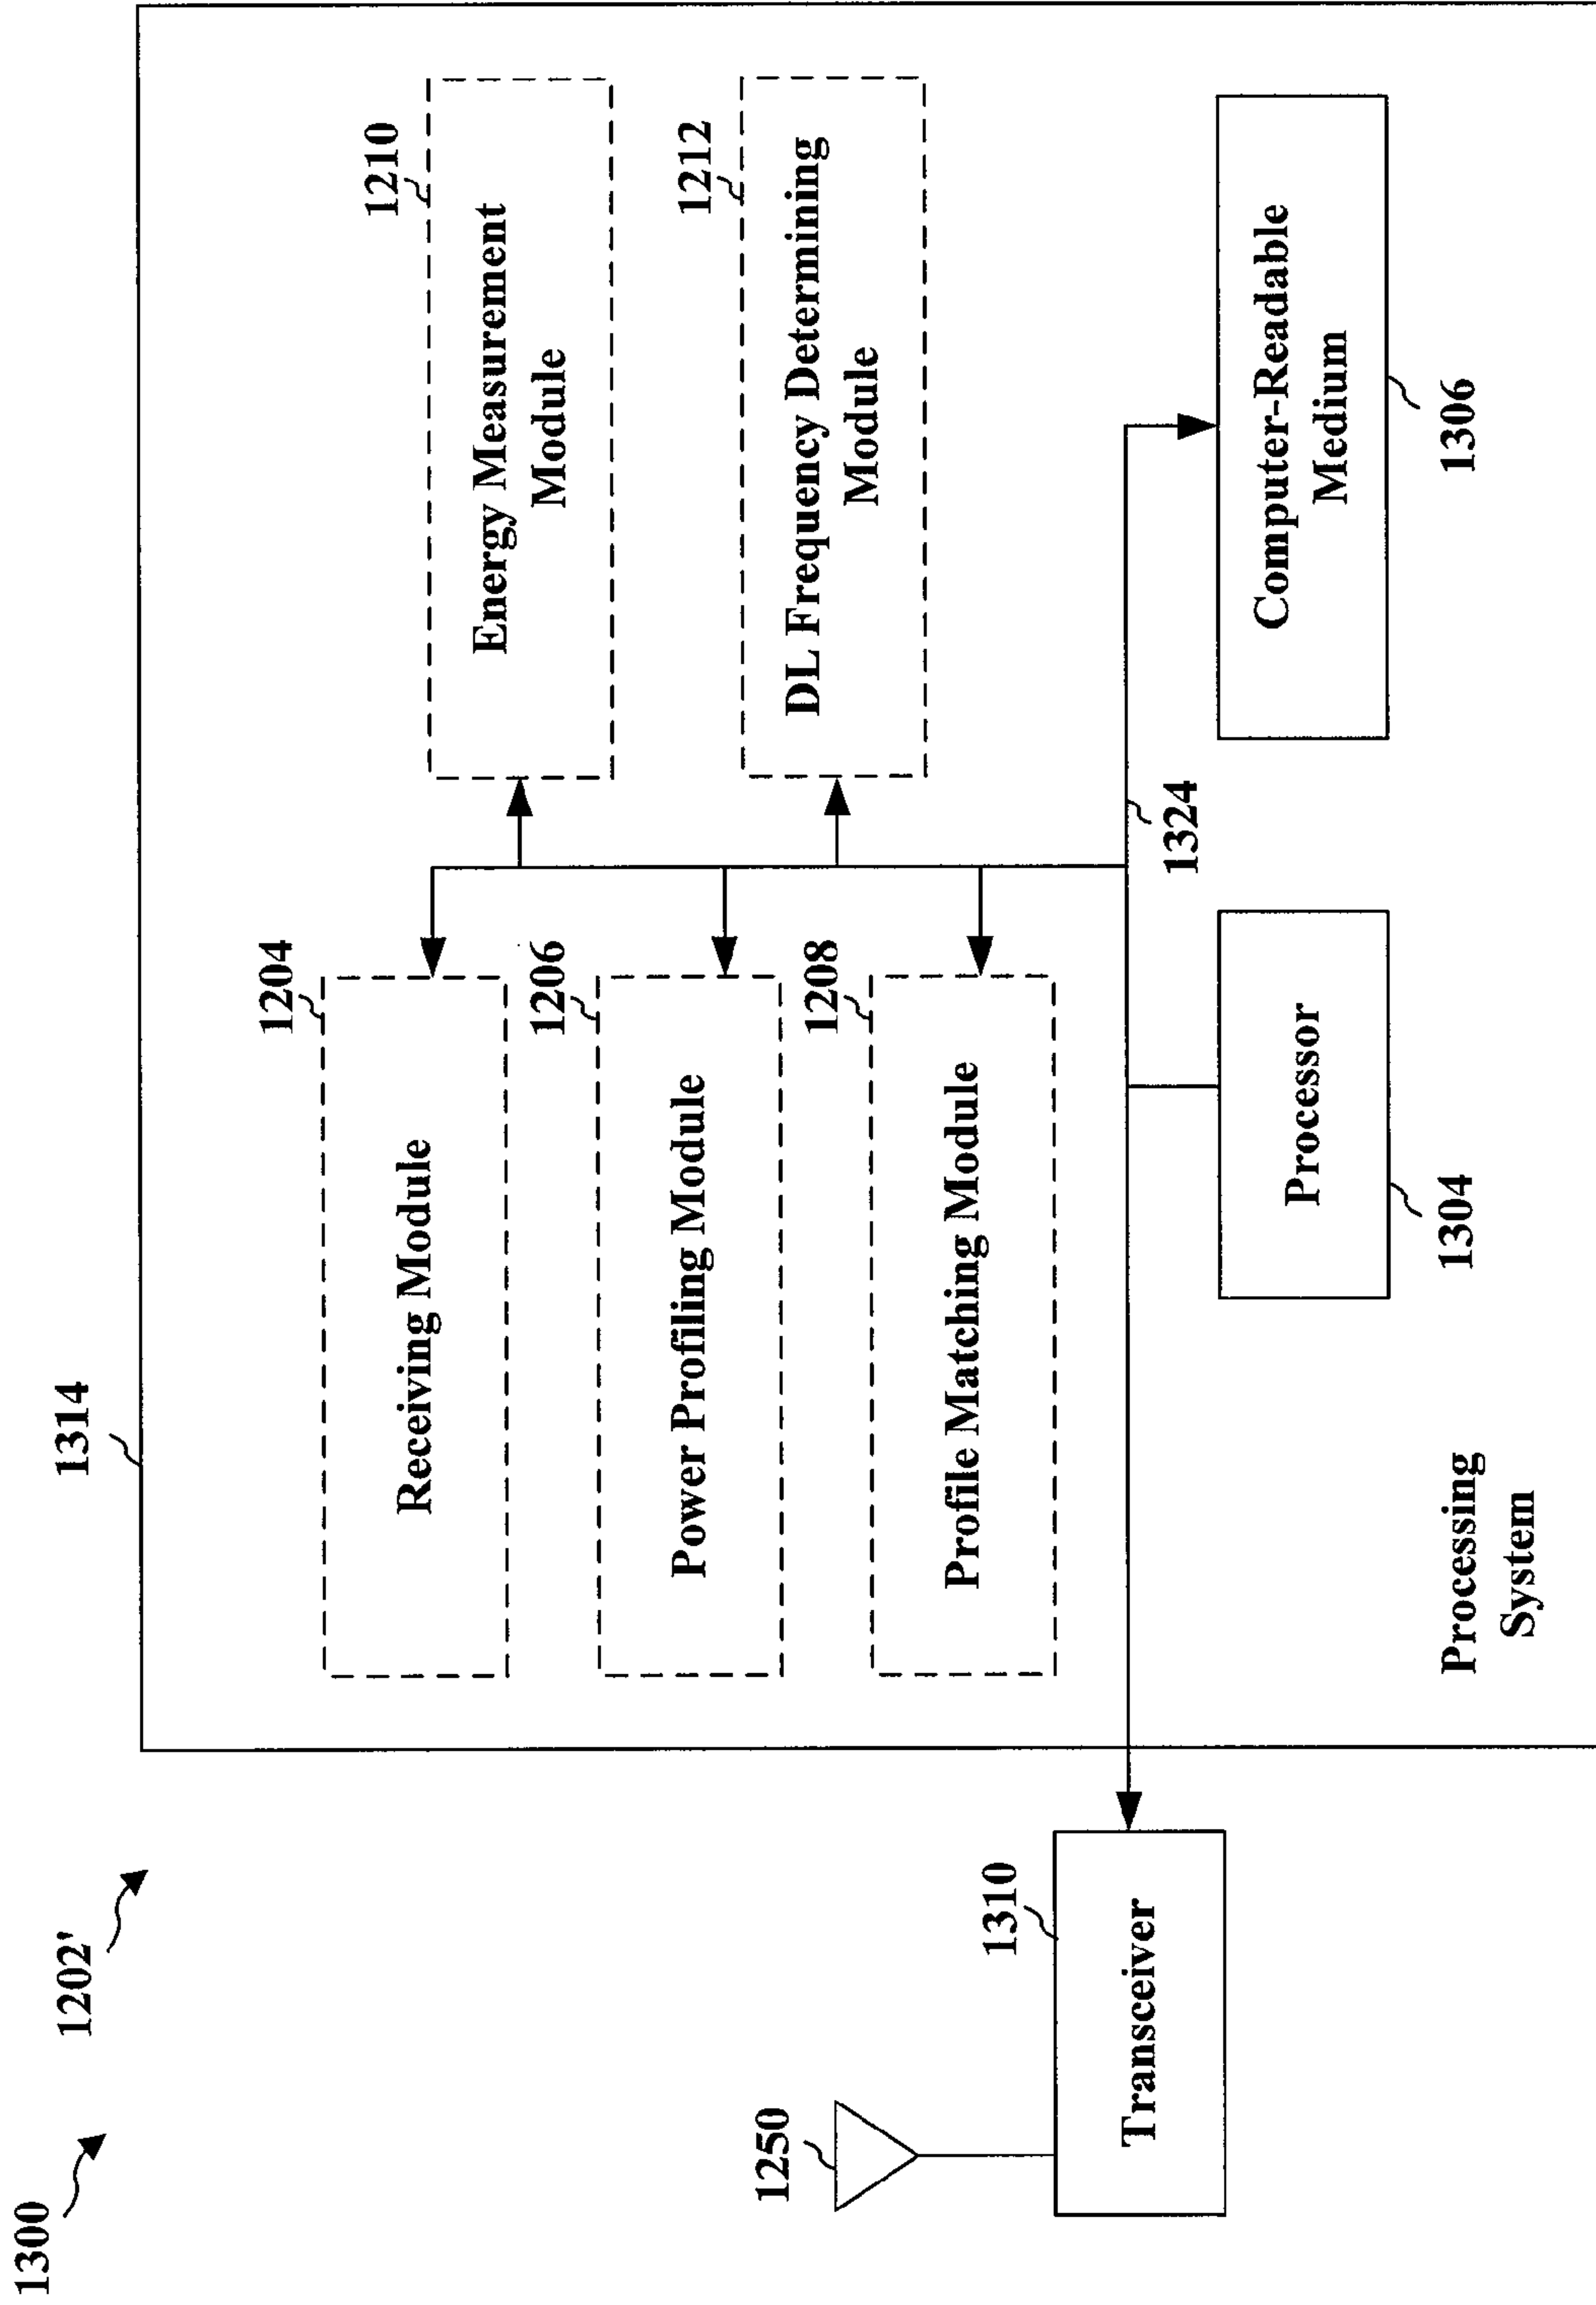 1300
1202'
1314
1204
Receiving Module
1210
Energy Measurement
Module
1206
Power Profiling Module
1212
DL Frequency Determining
Module
1208
Profile Matching Module
1250
1310
Transceiver
1324
Processor
1304
Computer-Readable
Medium
1306
Processing
System